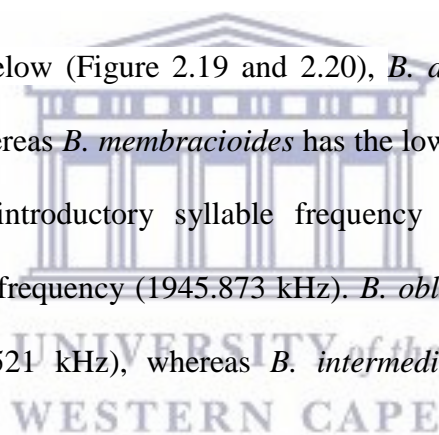 elow (Figure 2.19 and 2.20), B. a
ereas B. membracioides has the low
introductory syllable frequency
frequency (1945.873 kHz). B. obl
521 kHz), whereas B. intermedi
UNIVERSITY of the
WESTERN CAPE